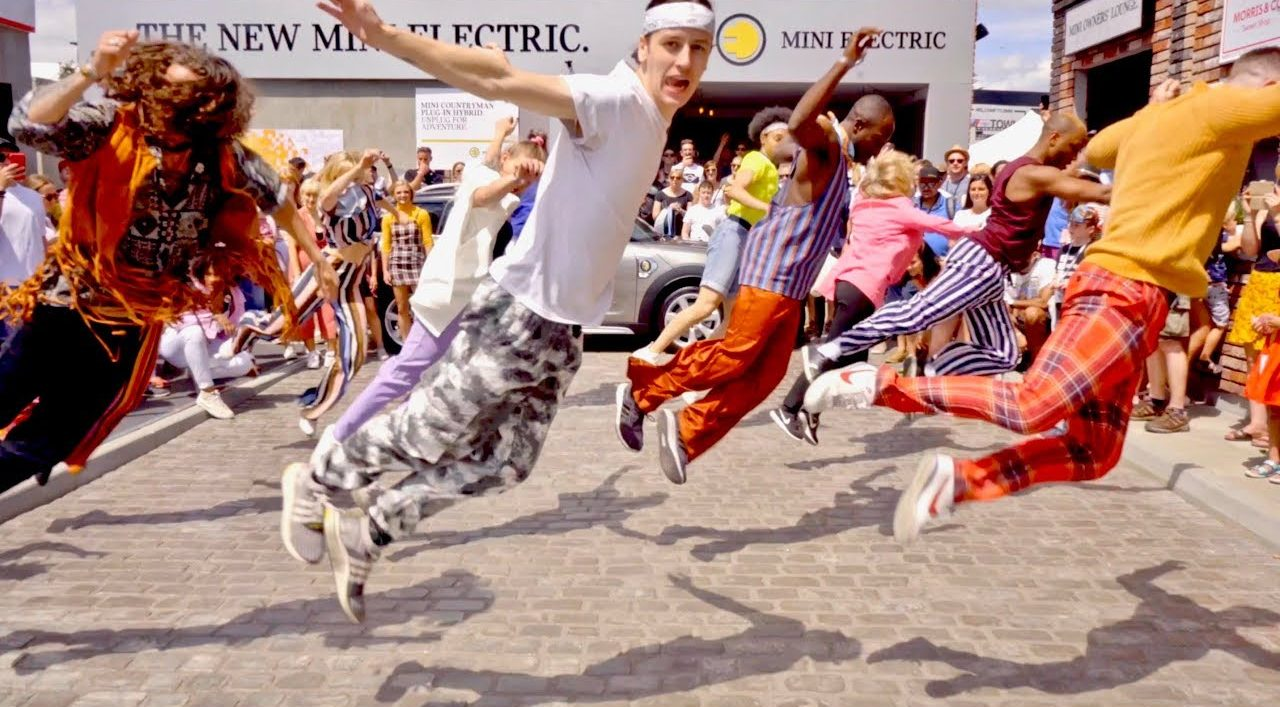 THE NEW MINI ELECTRIC.
MINI ELECTRIC
MINI OWNERS' LOUNGE
MORRIS & CO
MINI COUNTRYMAN
PLUG-IN HYBRID.
UNPLUG FOR
ADVENTURE.